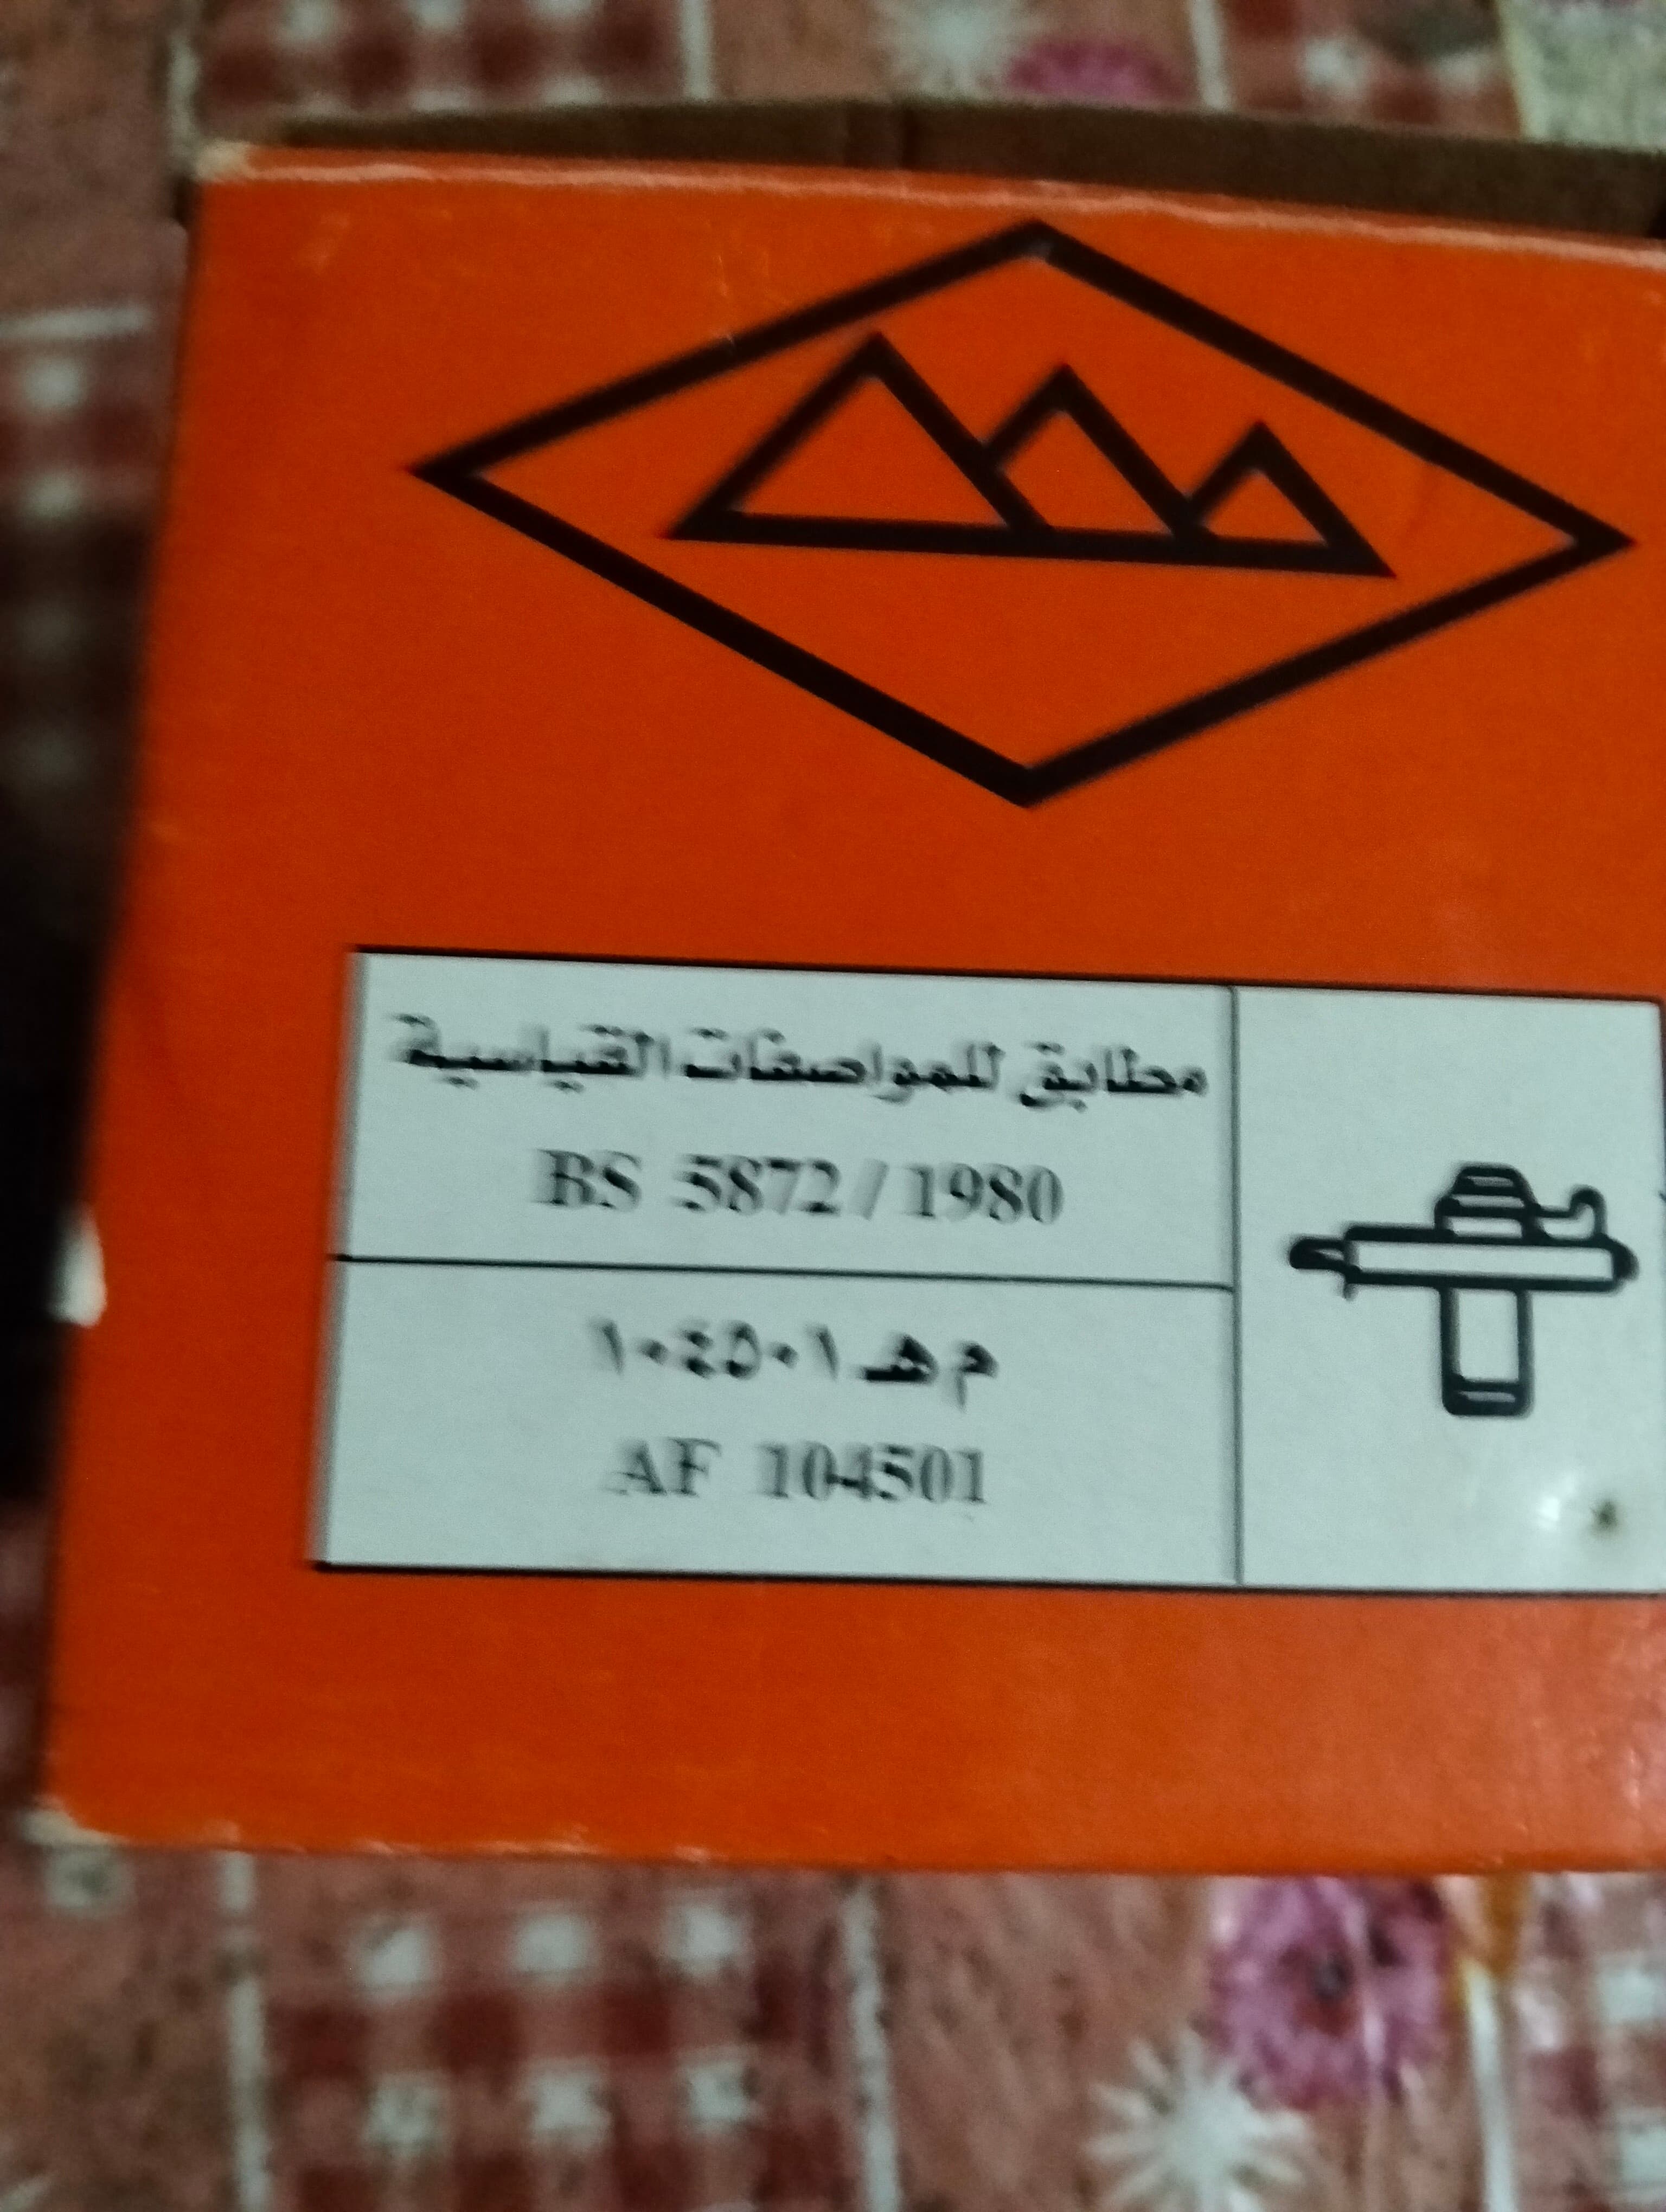 مطابق للمواصفات القياسية
BS 5872 / 1980
م هـ ١٠٤٥٠١
AF 104501